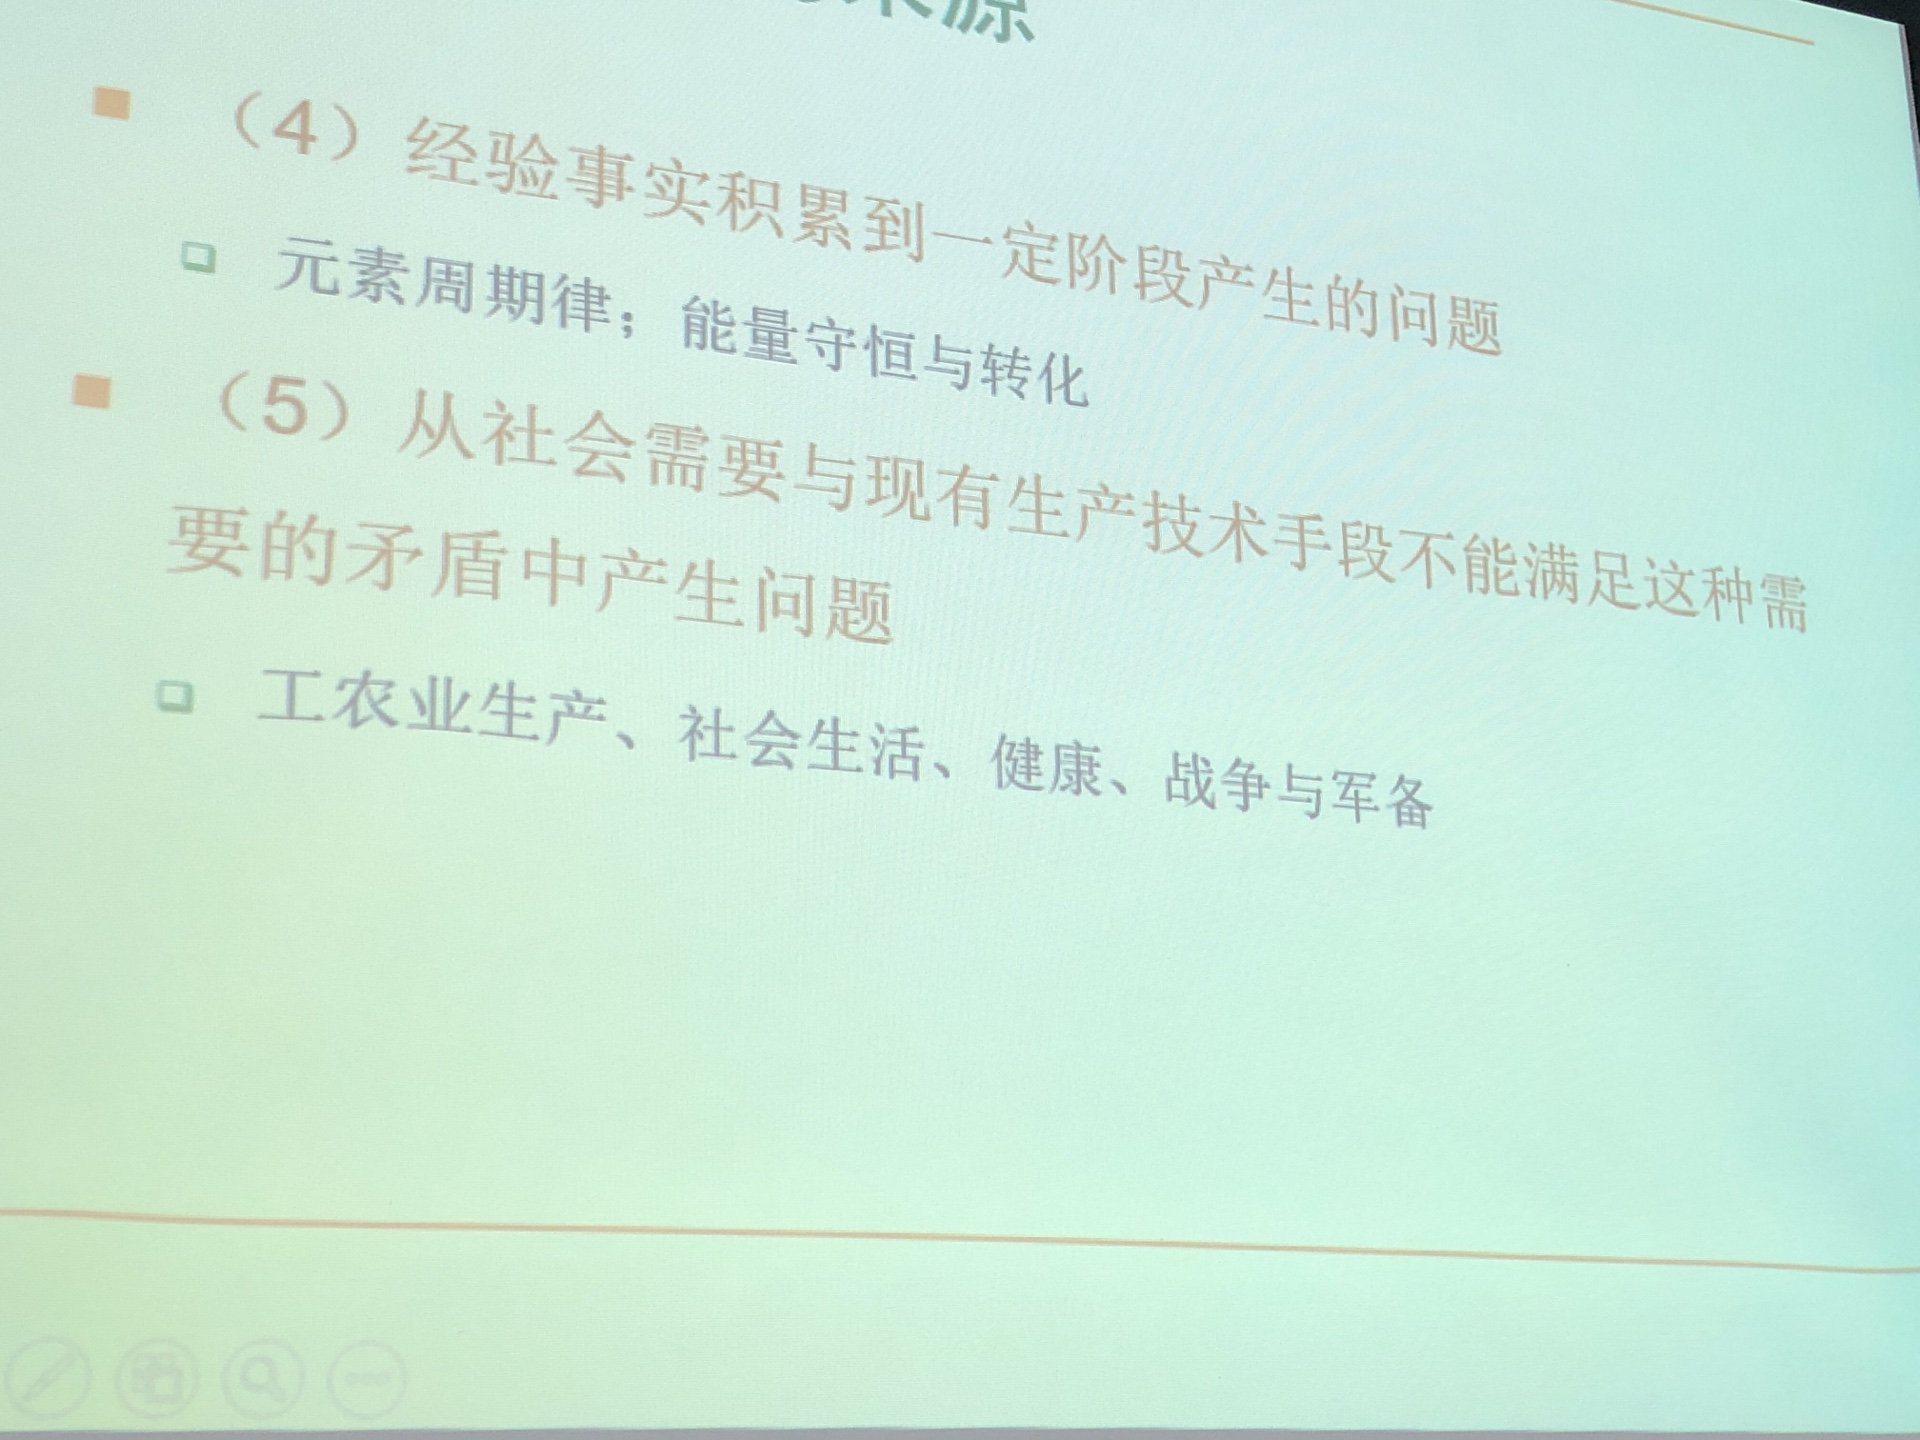 来源
（4）经验事实积累到一定阶段产生的问题
元素周期律；能量守恒与转化
（5）从社会需要与现有生产技术手段不能满足这种需
要的矛盾中产生问题
工农业生产、社会生活、健康、战争与军备